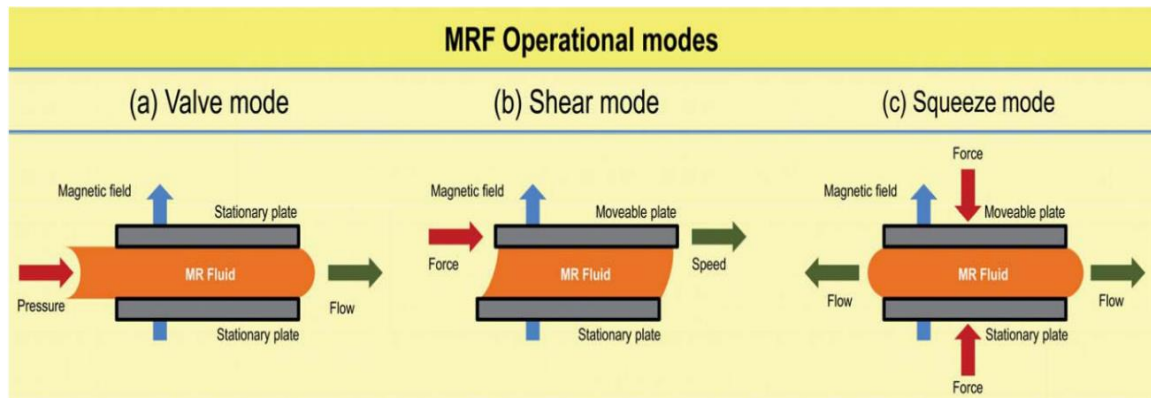 MRF Operational modes
(a) Valve mode
(b) Shear mode
(c) Squeeze mode
Magnetic field
Stationary plate
MR Fluid
Pressure
Flow
Stationary plate
Magnetic field
Moveable plate
Force
MR Fluid
Speed
Stationary plate
Force
Magnetic field
Moveable plate
MR Fluid
Flow
Flow
Stationary plate
Force